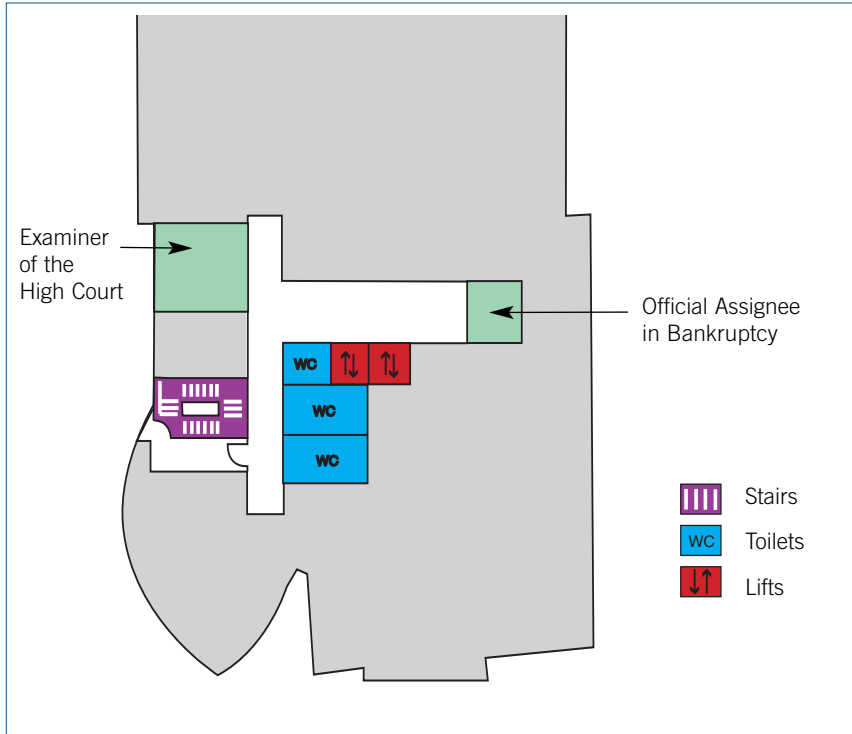 Examiner
of the
High Court
Official Assignee
in Bankruptcy
WC
WC
WC
Stairs
WC
Toilets
Lifts